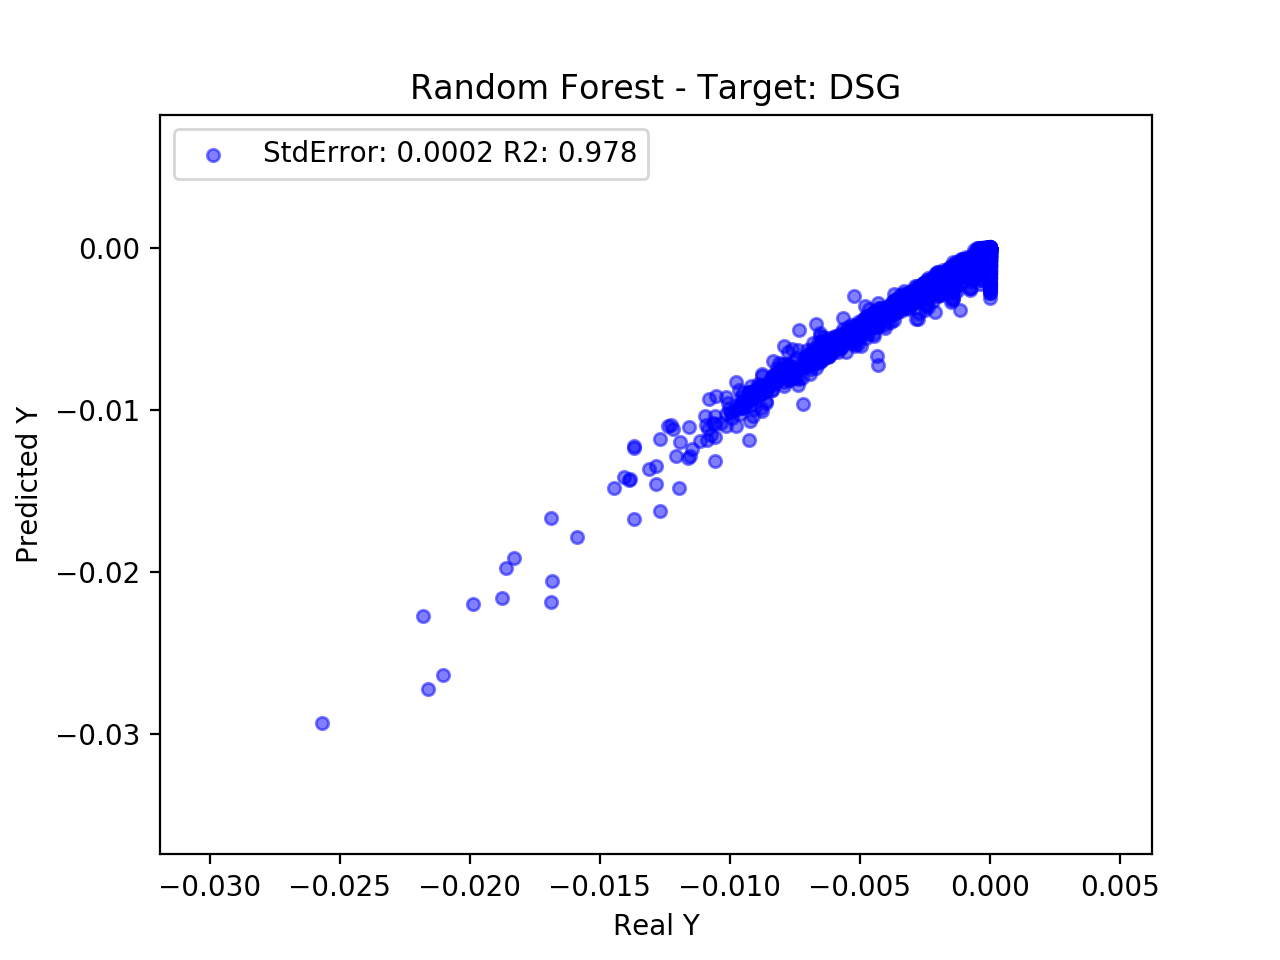 Random Forest - Target: DSG
StdError: 0.0002 R2: 0.978
0.00
−0.01
−0.02
−0.03
Predicted Y
−0.030 −0.025 −0.020 −0.015 −0.010 −0.005 0.000 0.005
Real Y